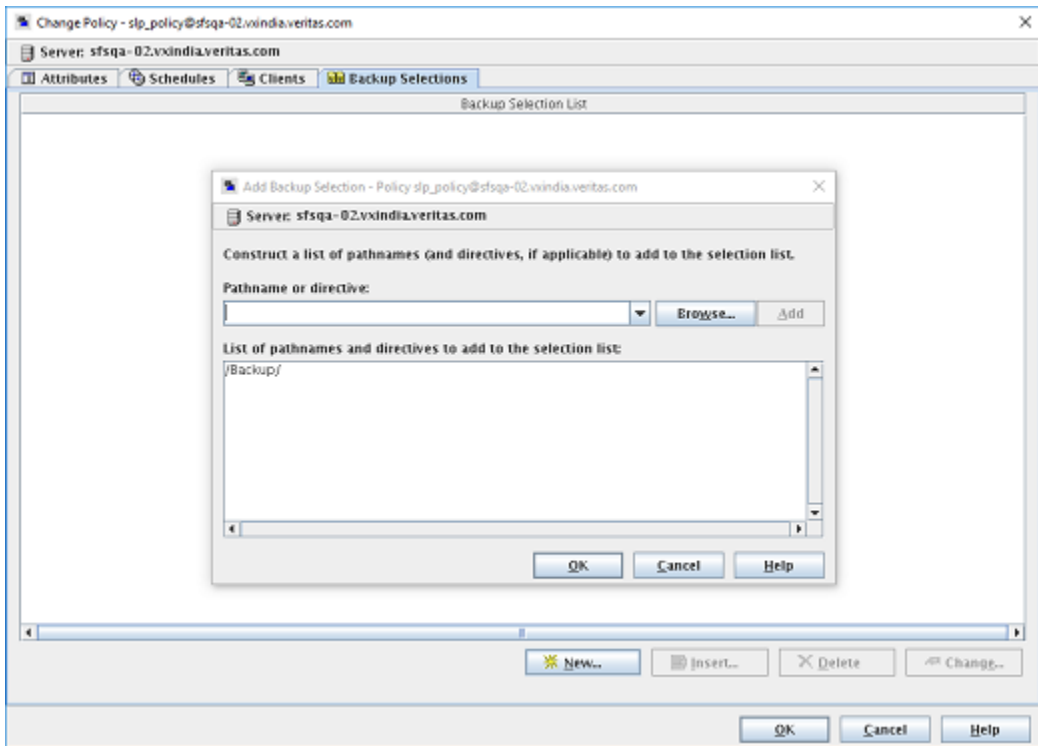 Change Policy - slp_policy@sfsqa-02.vxindia.veritas.com
Server: sfsqa-02.vxindia.veritas.com
Attributes Schedules Clients Backup Selections
Backup Selection List
Add Backup Selection - Policy slp_policy@sfsqa-02.vxindia.veritas.com
Server: sfsqa-02.vxindia.veritas.com
Construct a list of pathnames (and directives, if applicable) to add to the selection list.
Pathname or directive:
Browse... Add
List of pathnames and directives to add to the selection list:
/Backup/
OK Cancel Help
New... Insert... Delete Change...
OK Cancel Help